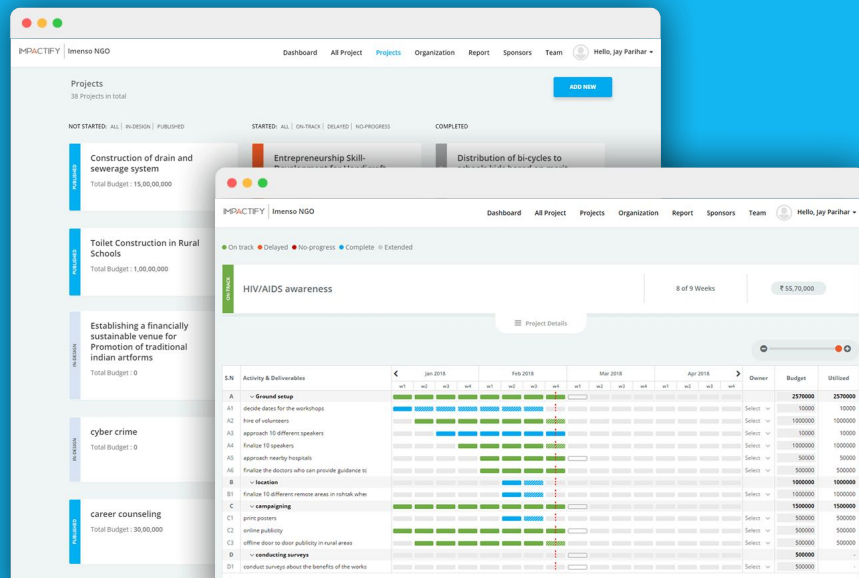 IMPACTIFY Imenso NGO
Dashboard All Project Projects Organization Report Sponsors Team Hello, Jay Parihar
Projects
38 Projects in total
ADD NEW
NOT STARTED: ALL | IN-DESIGN | PUBLISHED
STARTED: ALL | ON-TRACK | DELAYED | NO-PROGRESS
COMPLETED
PUBLISHED
Construction of drain and
sewerage system
Total Budget : 15,00,00,000
Entrepreneurship Skill-
Development for Handicraft
Distribution of bi-cycles to
schools kids based on merit
PUBLISHED
Toilet Construction in Rural
Schools
Total Budget : 1,00,00,000
IN-DESIGN
Establishing a financially
sustainable venue for
Promotion of traditional
indian artforms
Total Budget : 0
IN-DESIGN
cyber crime
Total Budget : 0
PUBLISHED
career counseling
Total Budget : 30,00,000
IMPACTIFY Imenso NGO
Dashboard All Project Projects Organization Report Sponsors Team Hello, Jay Parihar
On track Delayed No-progress Complete Extended
ON-TRACK
HIV/AIDS awareness
8 of 9 Weeks
₹ 55,70,000
Project Details
S.N Activity & Deliverables Jan 2018 Feb 2018 Mar 2018 Apr 2018 Owner Budget Utilized
w1 w2 w3 w4 w1 w2 w3 w4 w1 w2 w3 w4 w1 w2 w3 w4
A Ground setup 2570000 2570000
A1 decide dates for the workshops Select 10000 10000
A2 hire of volunteers Select 1000000 1000000
A3 approach 10 different speakers Select 10000 10000
A4 finalize 10 speakers Select 1000000 1000000
A5 approach nearby hospitals Select 50000 50000
A6 finalize the doctors who can provide guidance to Select 500000 500000
B location 1000000 1000000
B1 finalize 10 different remote areas in rohtak wher Select 1000000 1000000
C campaigning 1500000 1500000
C1 print posters Select 500000 500000
C2 online publicity Select 500000 500000
C3 offline door to door publicity in rural areas Select 500000 500000
D conducting surveys 500000 -
D1 conduct surveys about the benefits of the works Select 500000 -